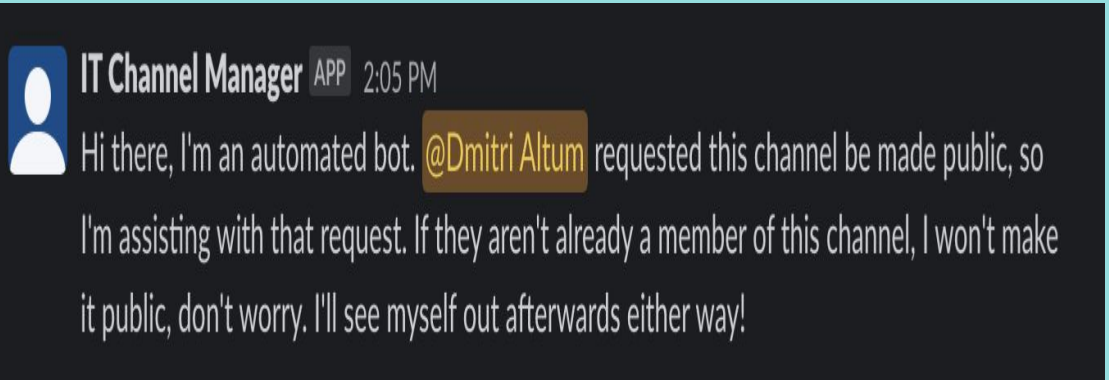 IT Channel Manager APP 2:05 PM
Hi there, I'm an automated bot. @Dmitri Altum requested this channel be made public, so
I'm assisting with that request. If they aren't already a member of this channel, I won't make
it public, don't worry. I'll see myself out afterwards either way!